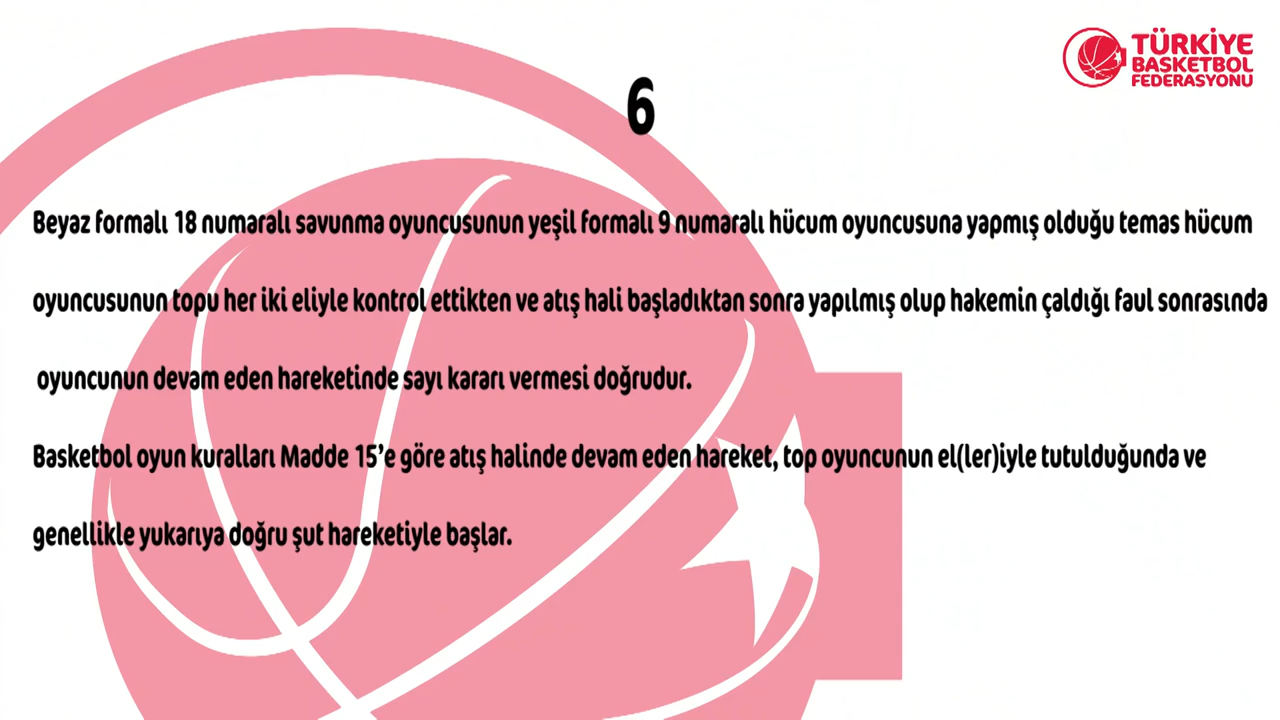 TÜRKİYE
BASKETBOL
FEDERASYONU
6
Beyaz formalı 18 numaralı savunma oyuncusunun yeşil formalı 9 numaralı hücum oyuncusuna yapmış olduğu temas hücum
oyuncusunun topu her iki eliyle kontrol ettikten ve atış hali başladıktan sonra yapılmış olup hakemin çaldığı faul sonrasında
oyuncunun devam eden hareketinde sayı kararı vermesi doğrudur.
Basketbol oyun kuralları Madde 15’e göre atış halinde devam eden hareket, top oyuncunun el(ler)iyle tutulduğunda ve
genellikle yukarıya doğru şut hareketiyle başlar.